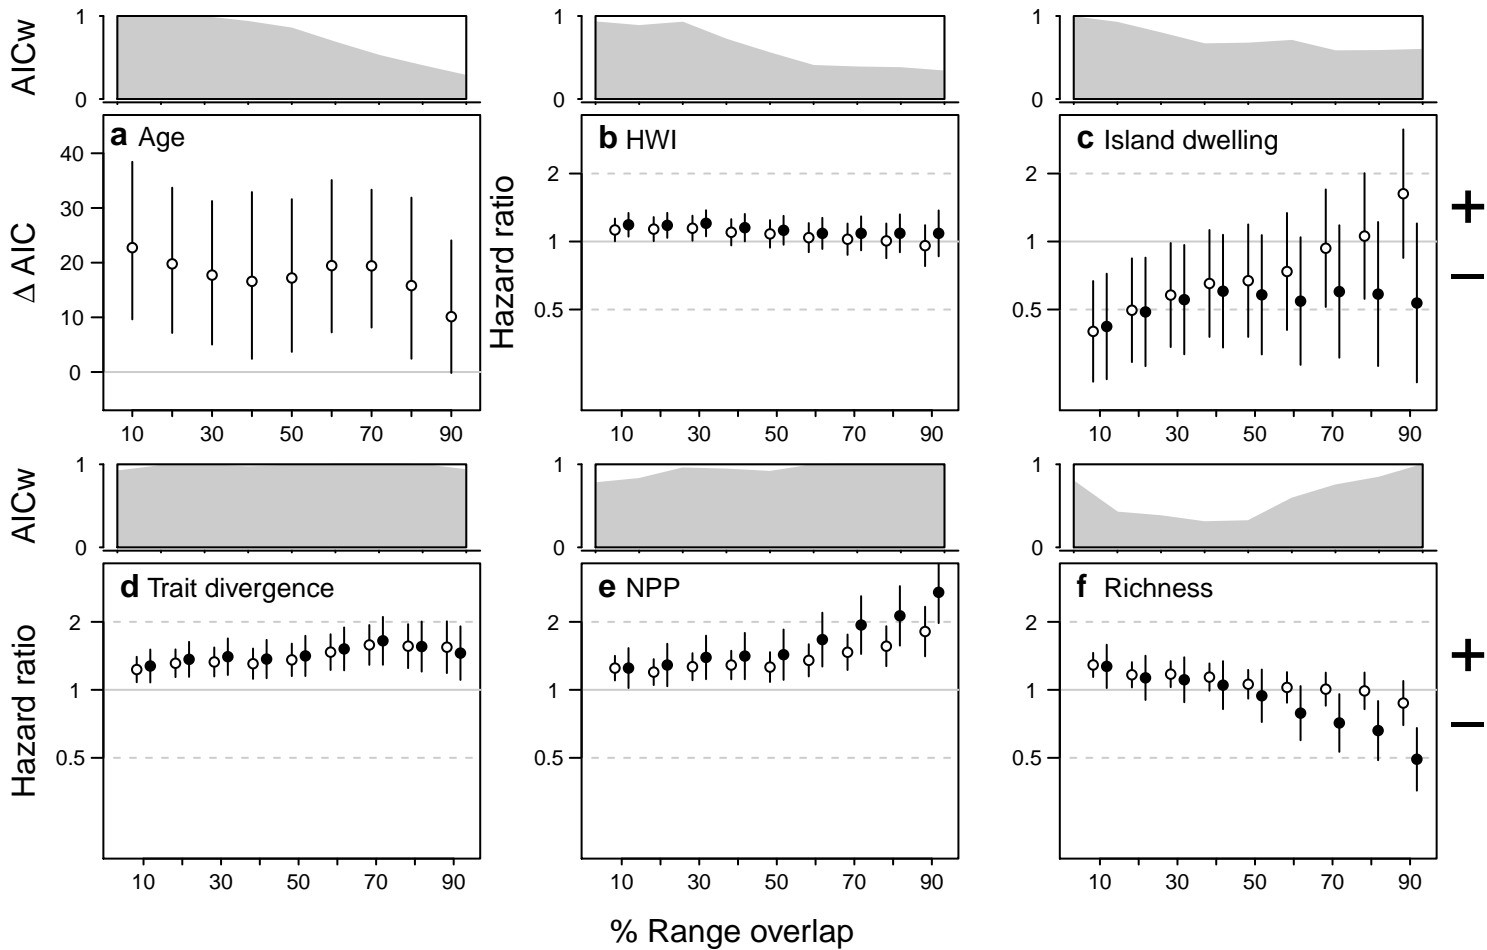 AICw
1
0
1
0
1
0
a Age
b HWI
c Island dwelling
Δ AIC
40
30
20
10
0
Hazard ratio
2
1
0.5
2
1
0.5
+
−
10 30 50 70 90
10 30 50 70 90
10 30 50 70 90
AICw
1
0
1
0
1
0
d Trait divergence
e NPP
f Richness
Hazard ratio
2
1
0.5
2
1
0.5
2
1
0.5
+
−
10 30 50 70 90
10 30 50 70 90
10 30 50 70 90
% Range overlap